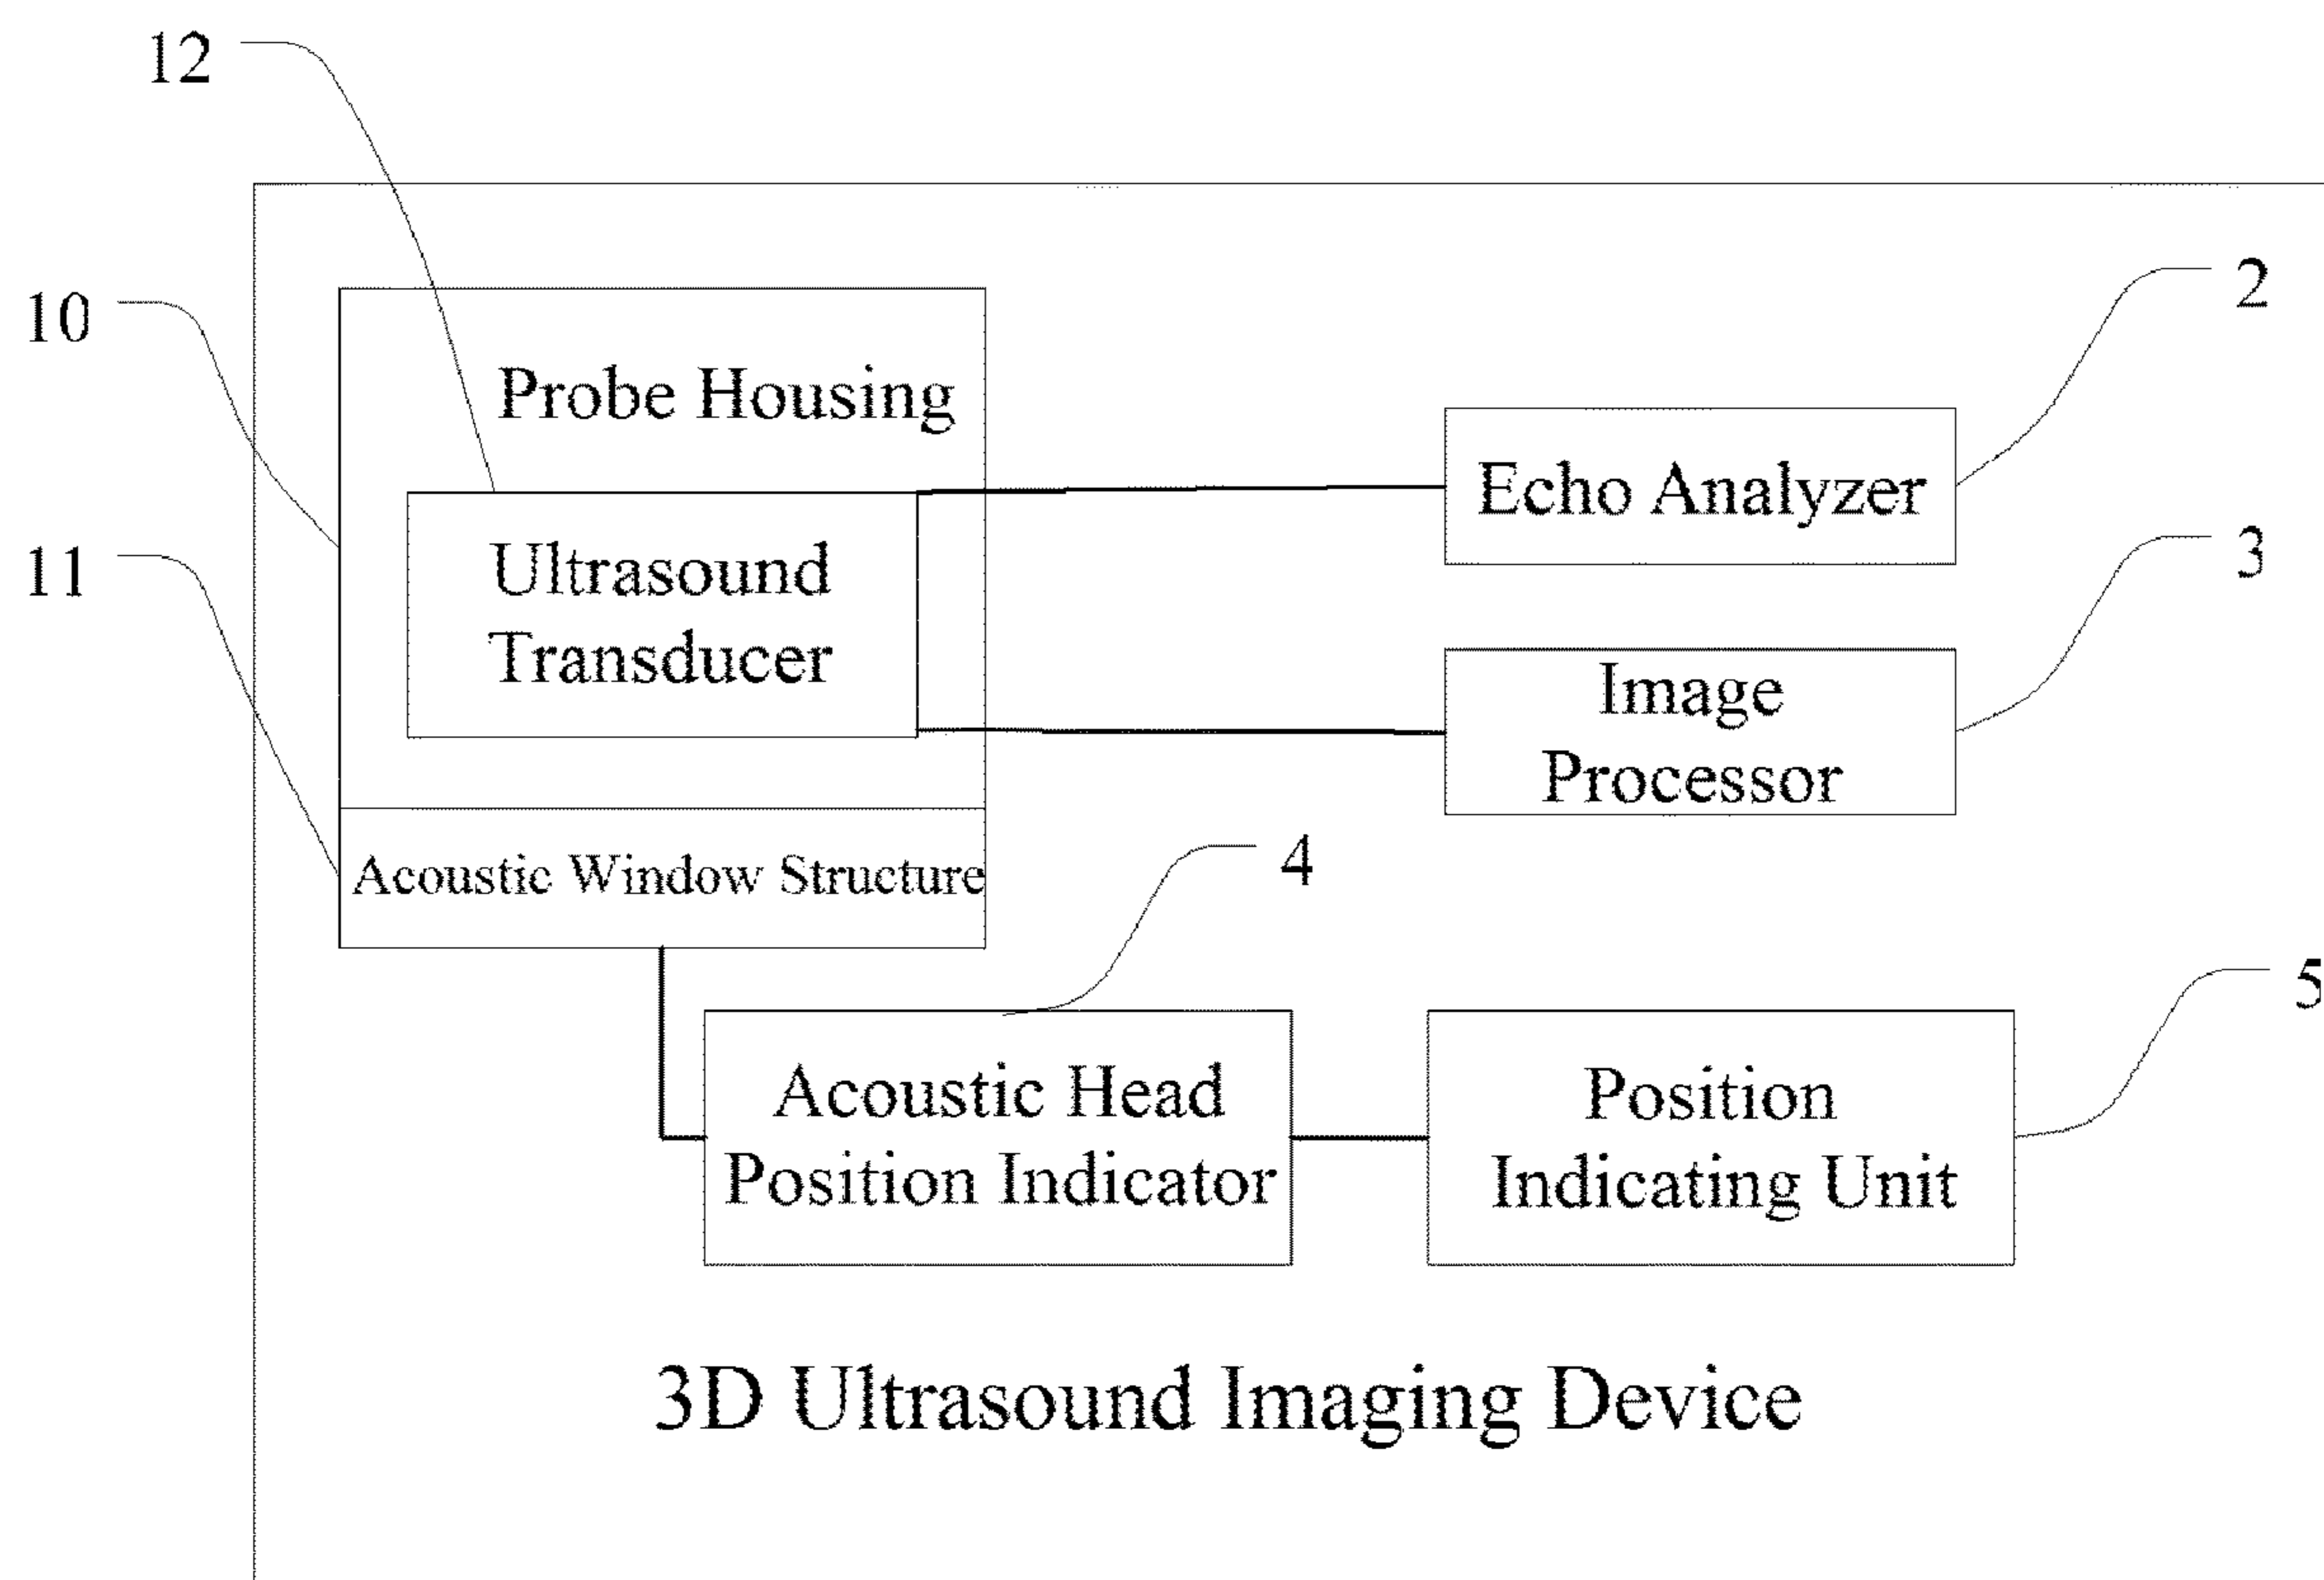 12
10
Probe Housing
2
Echo Analyzer
11
Ultrasound
Transducer
3
Image
Processor
Acoustic Window Structure
4
5
Acoustic Head
Position Indicator
Position
Indicating Unit
3D Ultrasound Imaging Device